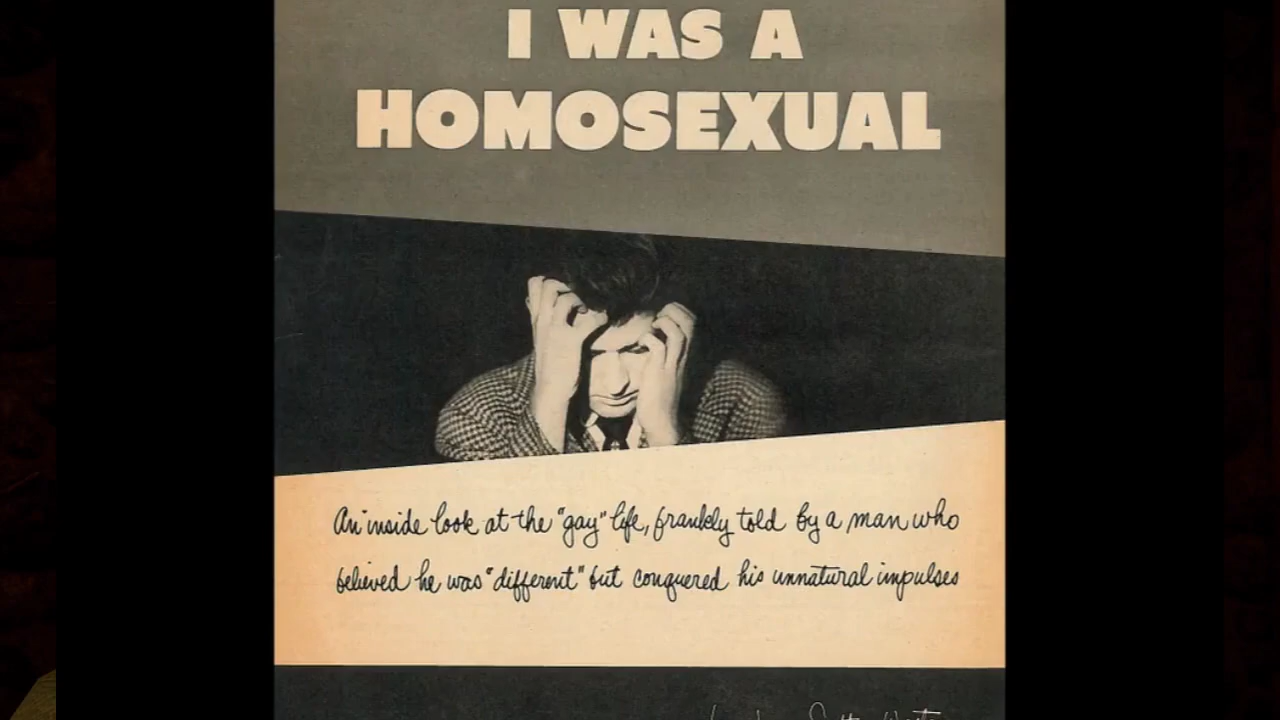 I WAS A
HOMOSEXUAL
An inside look at the "gay" life, frankly told by a man who
believed he was "different" but conquered his unnatural impulses